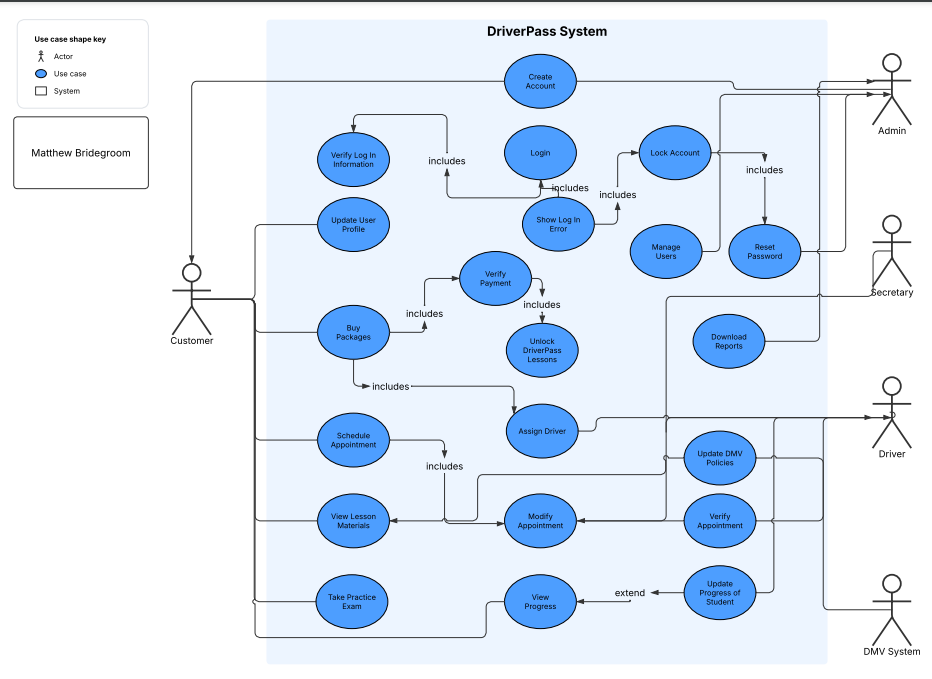 DriverPass System
Use case shape key
Actor
Use case
System
Matthew Bridegroom
Create
Account
Admin
Verify Log In
Information
includes
Login
includes
Lock Account
includes
includes
Update User
Profile
Show Log In
Error
Manage
Users
Reset
Password
Secretary
Customer
Verify
Payment
includes
includes
Buy
Packages
Unlock
DriverPass
Lessons
Download
Reports
includes
Assign Driver
Schedule
Appointment
includes
Update DMV
Policies
Driver
View Lesson
Materials
Modify
Appointment
Verify
Appointment
Take Practice
Exam
View
Progress
extend
Update
Progress of
Student
DMV System